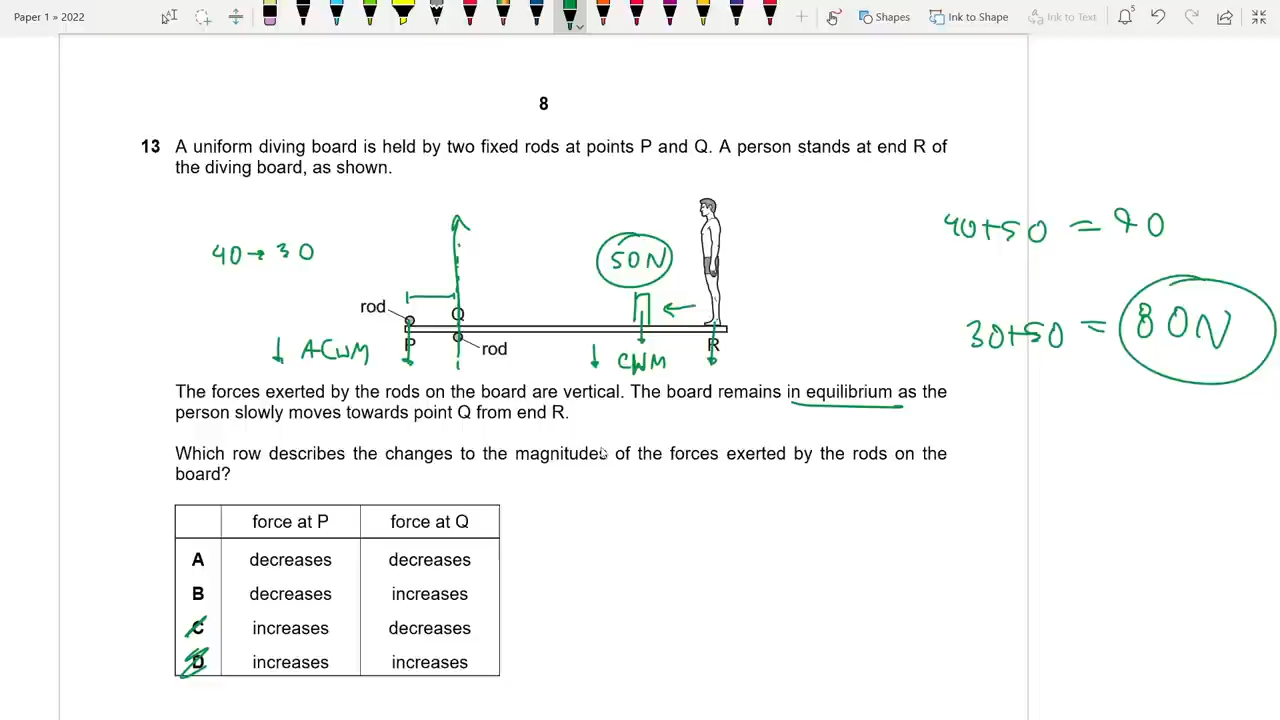 Paper 1 » 2022
Shapes
Ink to Shape
Ink to Text
5
8
13 A uniform diving board is held by two fixed rods at points P and Q. A person stands at end R of
the diving board, as shown.
40 → 30
50N
40+50 = 90
rod
Q
P
rod
R
↓ ACWM
↓ CWM
30+50 = 80N
The forces exerted by the rods on the board are vertical. The board remains in equilibrium as the
person slowly moves towards point Q from end R.
Which row describes the changes to the magnitudes of the forces exerted by the rods on the
board?
force at P force at Q
A decreases decreases
B decreases increases
C increases decreases
D increases increases